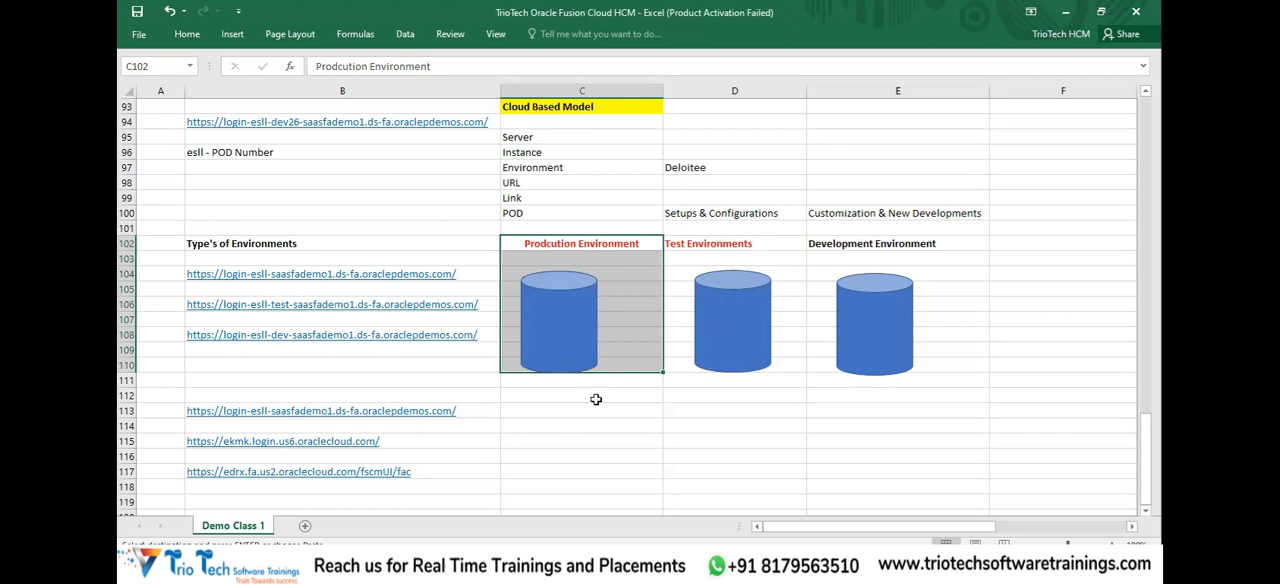 TrioTech Oracle Fusion Cloud HCM - Excel (Product Activation Failed)
File Home Insert Page Layout Formulas Data Review View Tell me what you want to do... TrioTech HCM Share
C102 fx Prodcution Environment
A B C D E F
93 Cloud Based Model
94 https://login-esll-dev26-saasfademo1.ds-fa.oraclepdemos.com/
95 Server
96 esll - POD Number Instance
97 Environment Deloitee
98 URL
99 Link
100 POD Setups & Configurations Customization & New Developments
101
102 Type's of Environments Prodcution Environment Test Environments Development Environment
103
104 https://login-esll-saasfademo1.ds-fa.oraclepdemos.com/
105
106 https://login-esll-test-saasfademo1.ds-fa.oraclepdemos.com/
107
108 https://login-esll-dev-saasfademo1.ds-fa.oraclepdemos.com/
109
110
111
112
113 https://login-esll-saasfademo1.ds-fa.oraclepdemos.com/
114
115 https://ekmk.login.us6.oraclecloud.com/
116
117 https://edrx.fa.us2.oraclecloud.com/fscmUI/fac
118
119
Demo Class 1
Trio Tech Software Trainings
Train Towards success
Reach us for Real Time Trainings and Placements +91 8179563510 www.triotechsoftwaretrainings.com